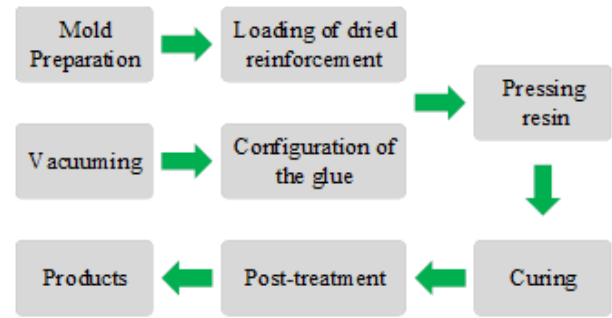 Mold
Preparation
Loading of dried
reinforcement
Pressing
resin
Vacuuming
Configuration of
the glue
Products
Post-treatment
Curing